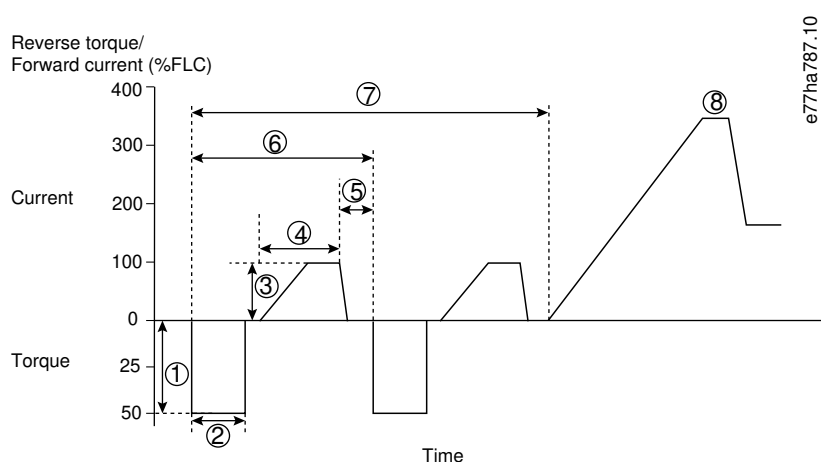 Reverse torque/
Forward current (%FLC)
e77ha787.10
400
⑦
⑧
300
⑥
Current
200
⑤
④
100
③
0
Torque
25
①
50
②
Time